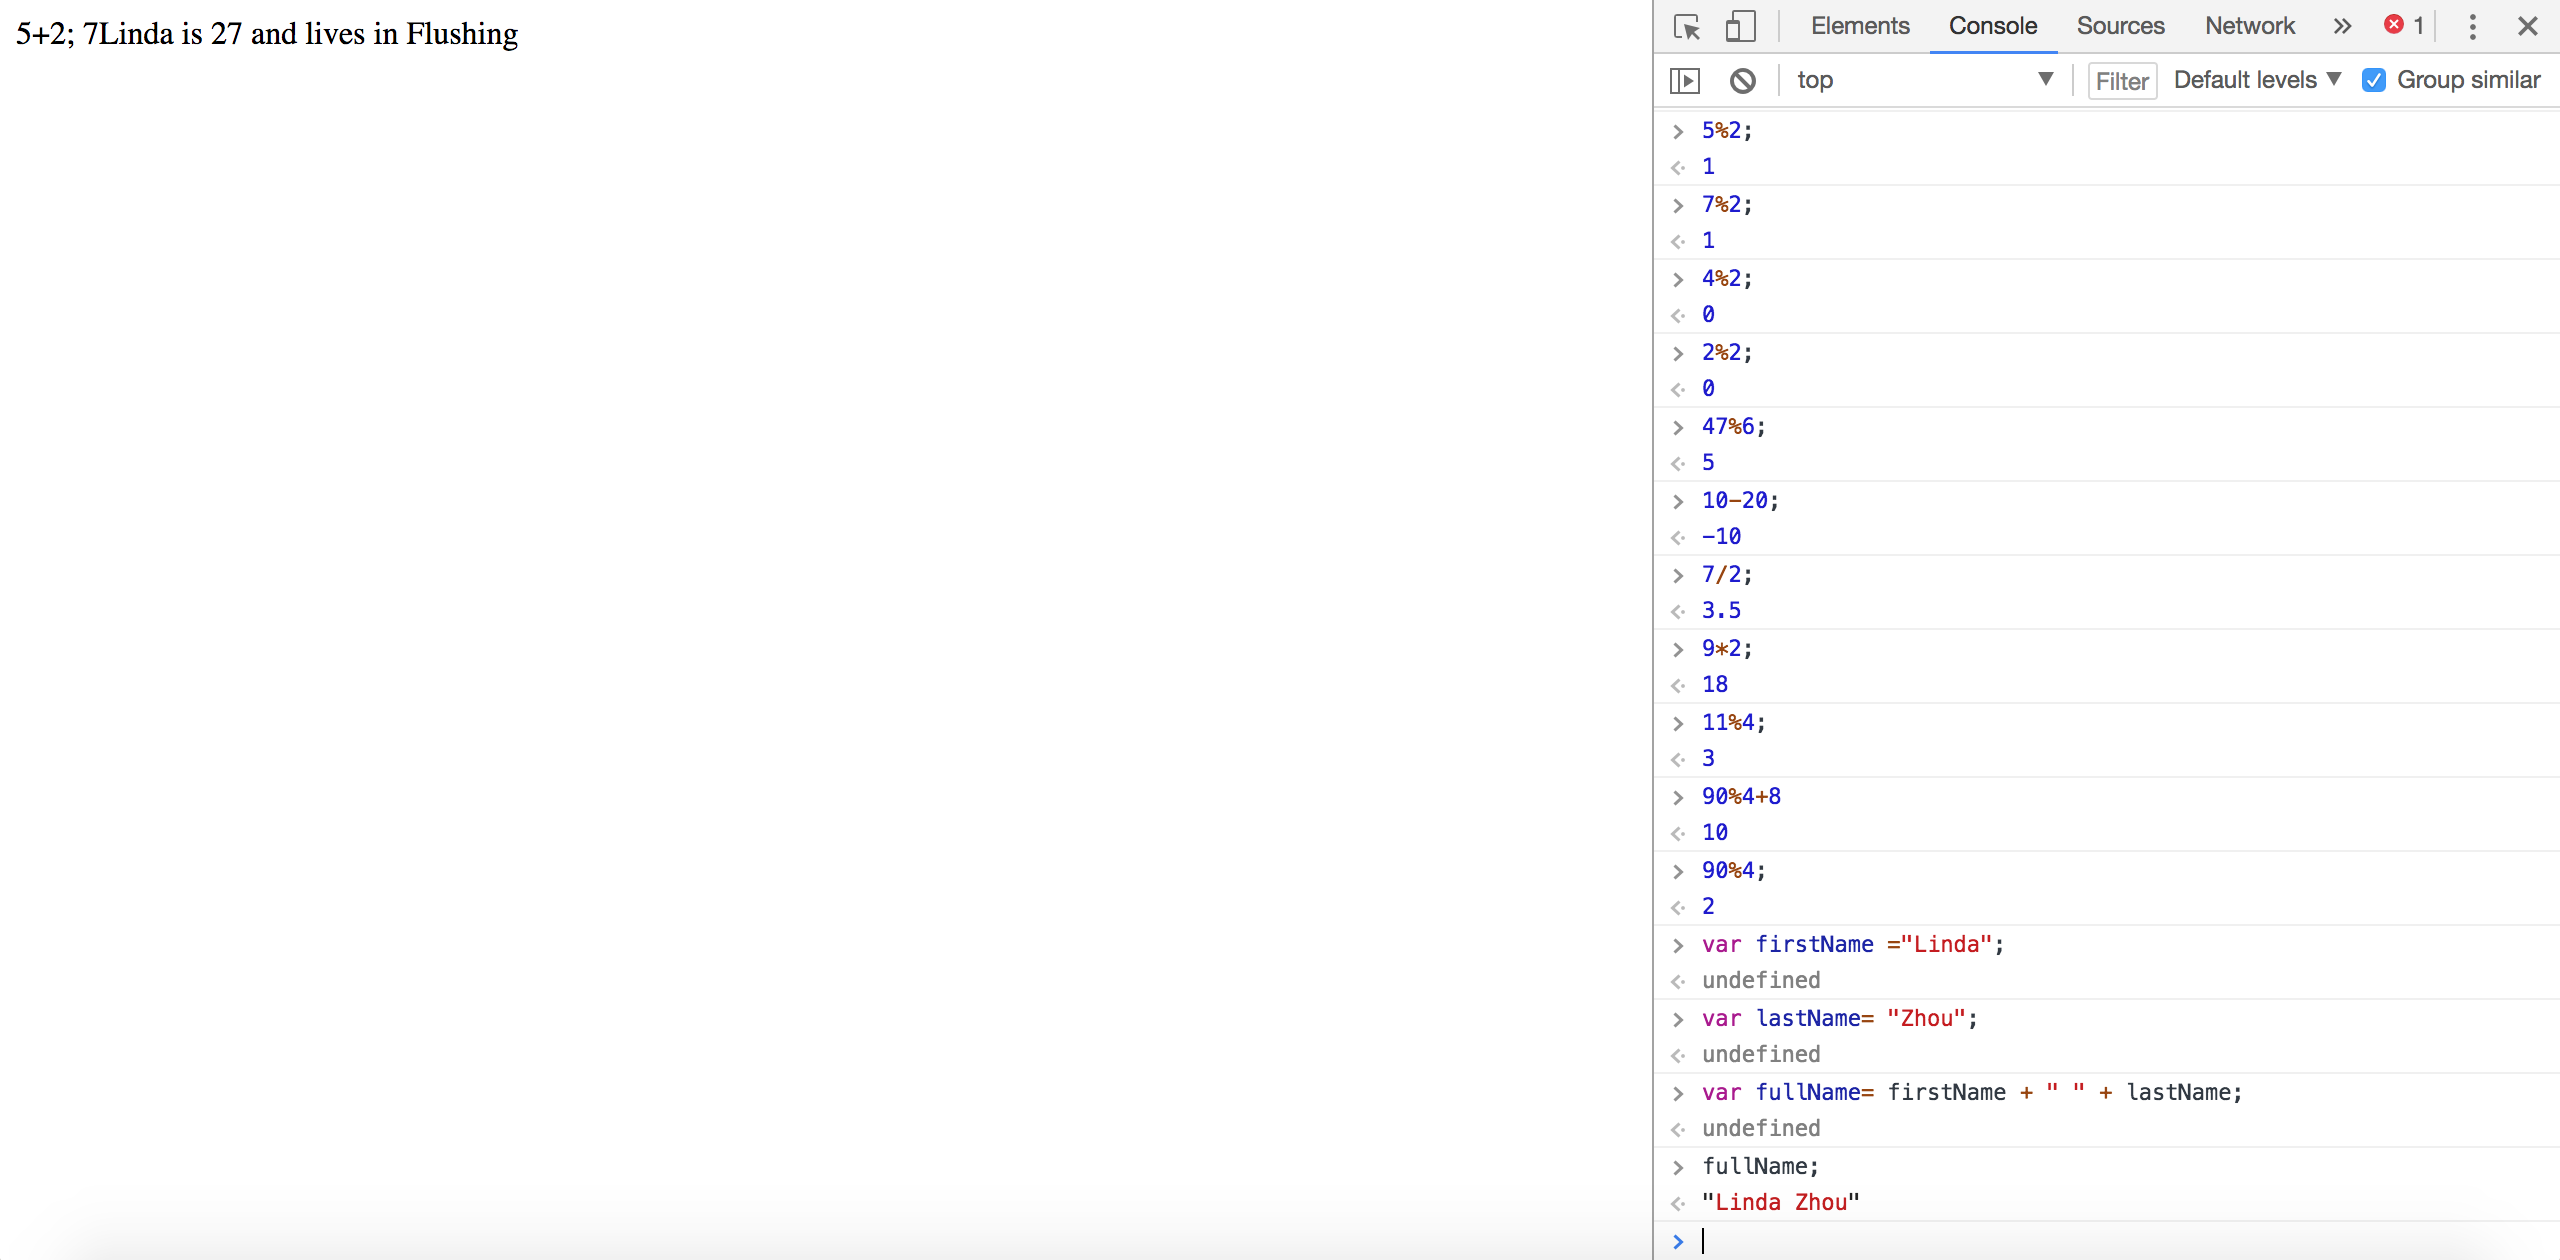 5+2; 7Linda is 27 and lives in Flushing
Elements Console Sources Network » 1
top Filter Default levels Group similar
> 5%2;
1
> 7%2;
1
> 4%2;
0
> 2%2;
0
> 47%6;
5
> 10-20;
-10
> 7/2;
3.5
> 9*2;
18
> 11%4;
3
> 90%4+8
10
> 90%4;
2
> var firstName ="Linda";
undefined
> var lastName= "Zhou";
undefined
> var fullName= firstName + " " + lastName;
undefined
> fullName;
"Linda Zhou"
>